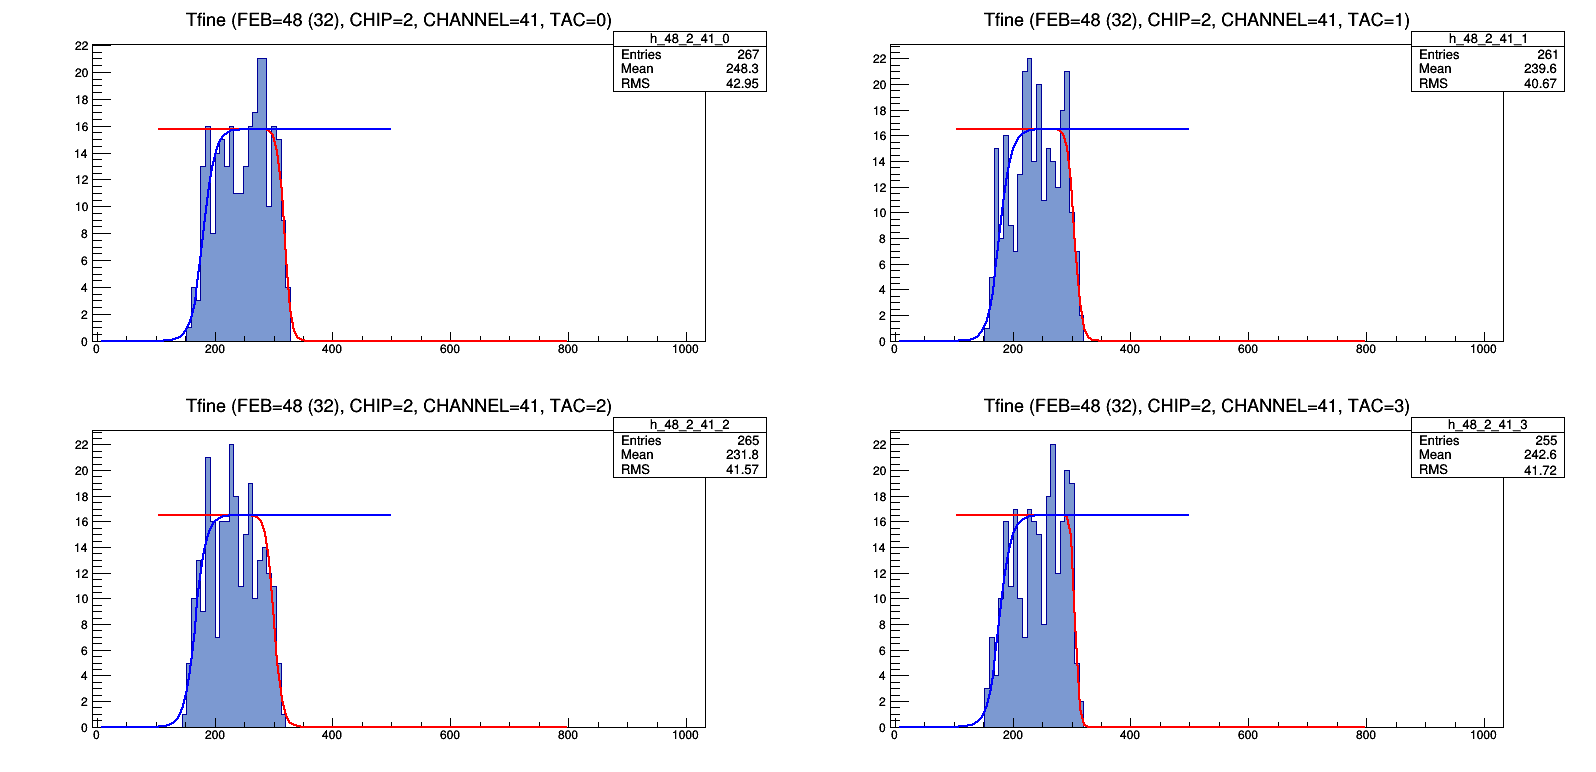 Tfine (FEB=48 (32), CHIP=2, CHANNEL=41, TAC=0)
h_48_2_41_0
Entries 267
Mean 248.3
RMS 42.95
22
20
18
16
14
12
10
8
6
4
2
0
0 200 400 600 800 1000
Tfine (FEB=48 (32), CHIP=2, CHANNEL=41, TAC=1)
h_48_2_41_1
Entries 261
Mean 239.6
RMS 40.67
22
20
18
16
14
12
10
8
6
4
2
0
0 200 400 600 800 1000
Tfine (FEB=48 (32), CHIP=2, CHANNEL=41, TAC=2)
h_48_2_41_2
Entries 265
Mean 231.8
RMS 41.57
22
20
18
16
14
12
10
8
6
4
2
0
0 200 400 600 800 1000
Tfine (FEB=48 (32), CHIP=2, CHANNEL=41, TAC=3)
h_48_2_41_3
Entries 255
Mean 242.6
RMS 41.72
22
20
18
16
14
12
10
8
6
4
2
0
0 200 400 600 800 1000